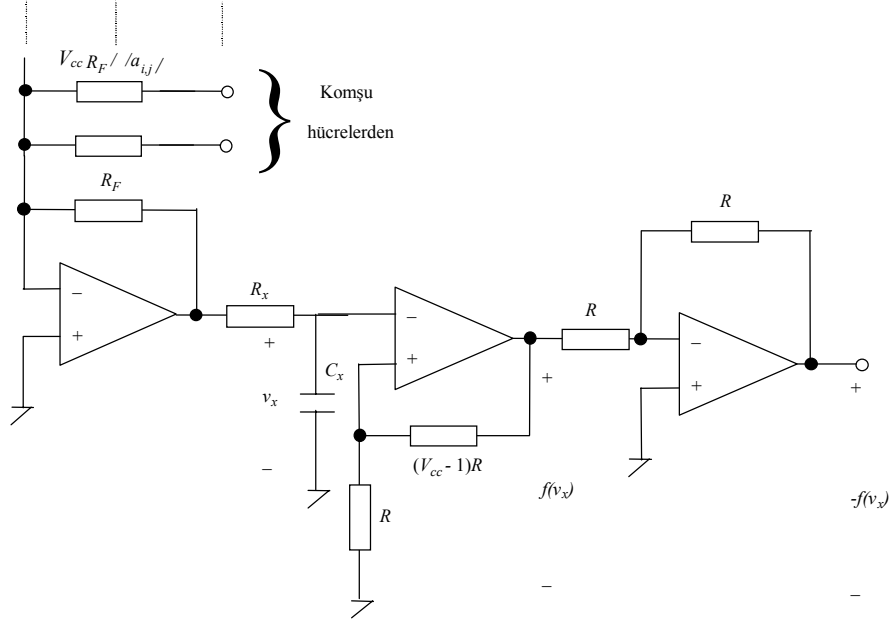 V_cc R_F / |a_i,j|
Komşu
hücrelerden
R_F
R
R_x
R
−
+
+
v_x
−
C_x
−
+
(V_cc - 1)R
R
+
f(v_x)
−
−
+
+
-f(v_x)
−